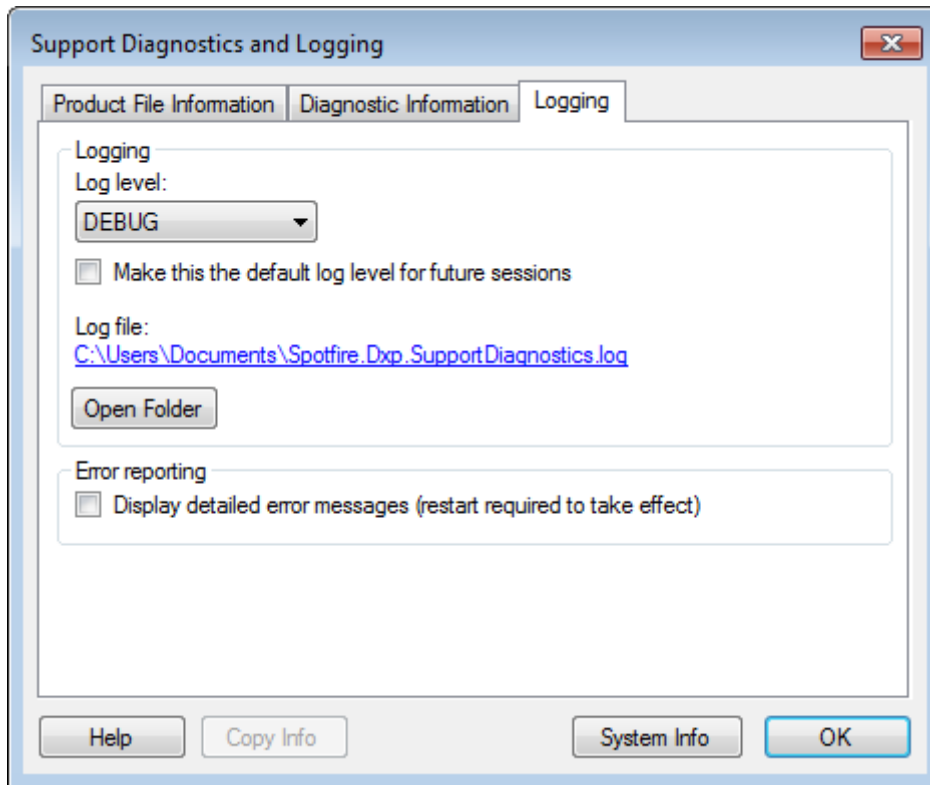 Support Diagnostics and Logging
Product File Information Diagnostic Information Logging
Logging
Log level:
DEBUG
Make this the default log level for future sessions
Log file:
C:\Users\Documents\Spotfire.Dxp.SupportDiagnostics.log
Open Folder
Error reporting
Display detailed error messages (restart required to take effect)
Help Copy Info System Info OK